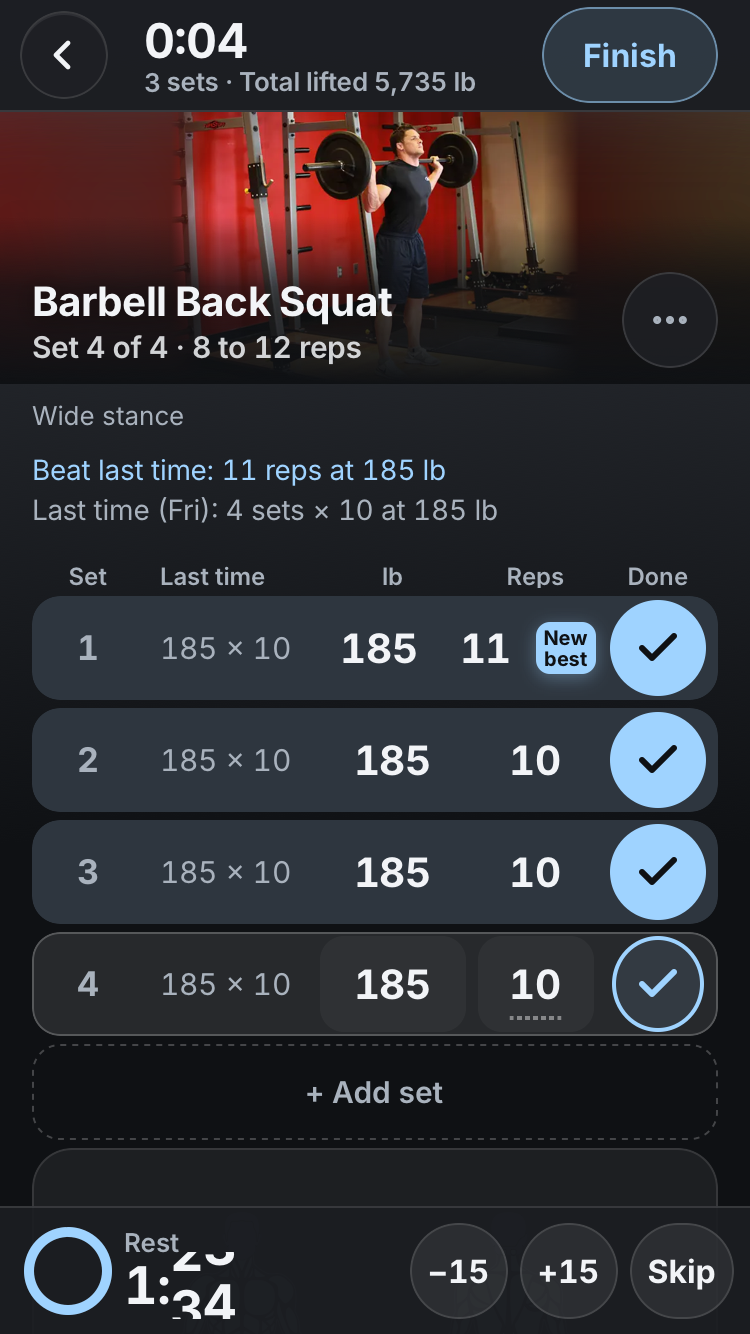 0:04
3 sets · Total lifted 5,735 lb
Finish
Barbell Back Squat
Set 4 of 4 · 8 to 12 reps
Wide stance
Beat last time: 11 reps at 185 lb
Last time (Fri): 4 sets × 10 at 185 lb
Set Last time lb Reps Done
1 185 × 10 185 11 New best
2 185 × 10 185 10
3 185 × 10 185 10
4 185 × 10 185 10
+ Add set
Rest
1:
−15 +15 Skip